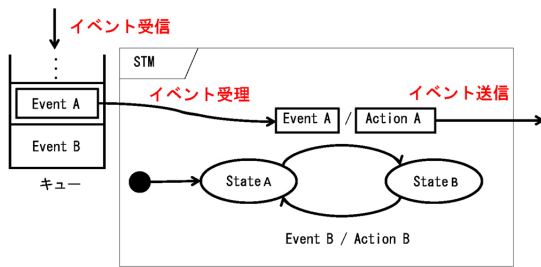 イベント受信
STM
Event A
イベント受理
イベント送信
Event A / Action A
Event B
キュー
State A
State B
Event B / Action B